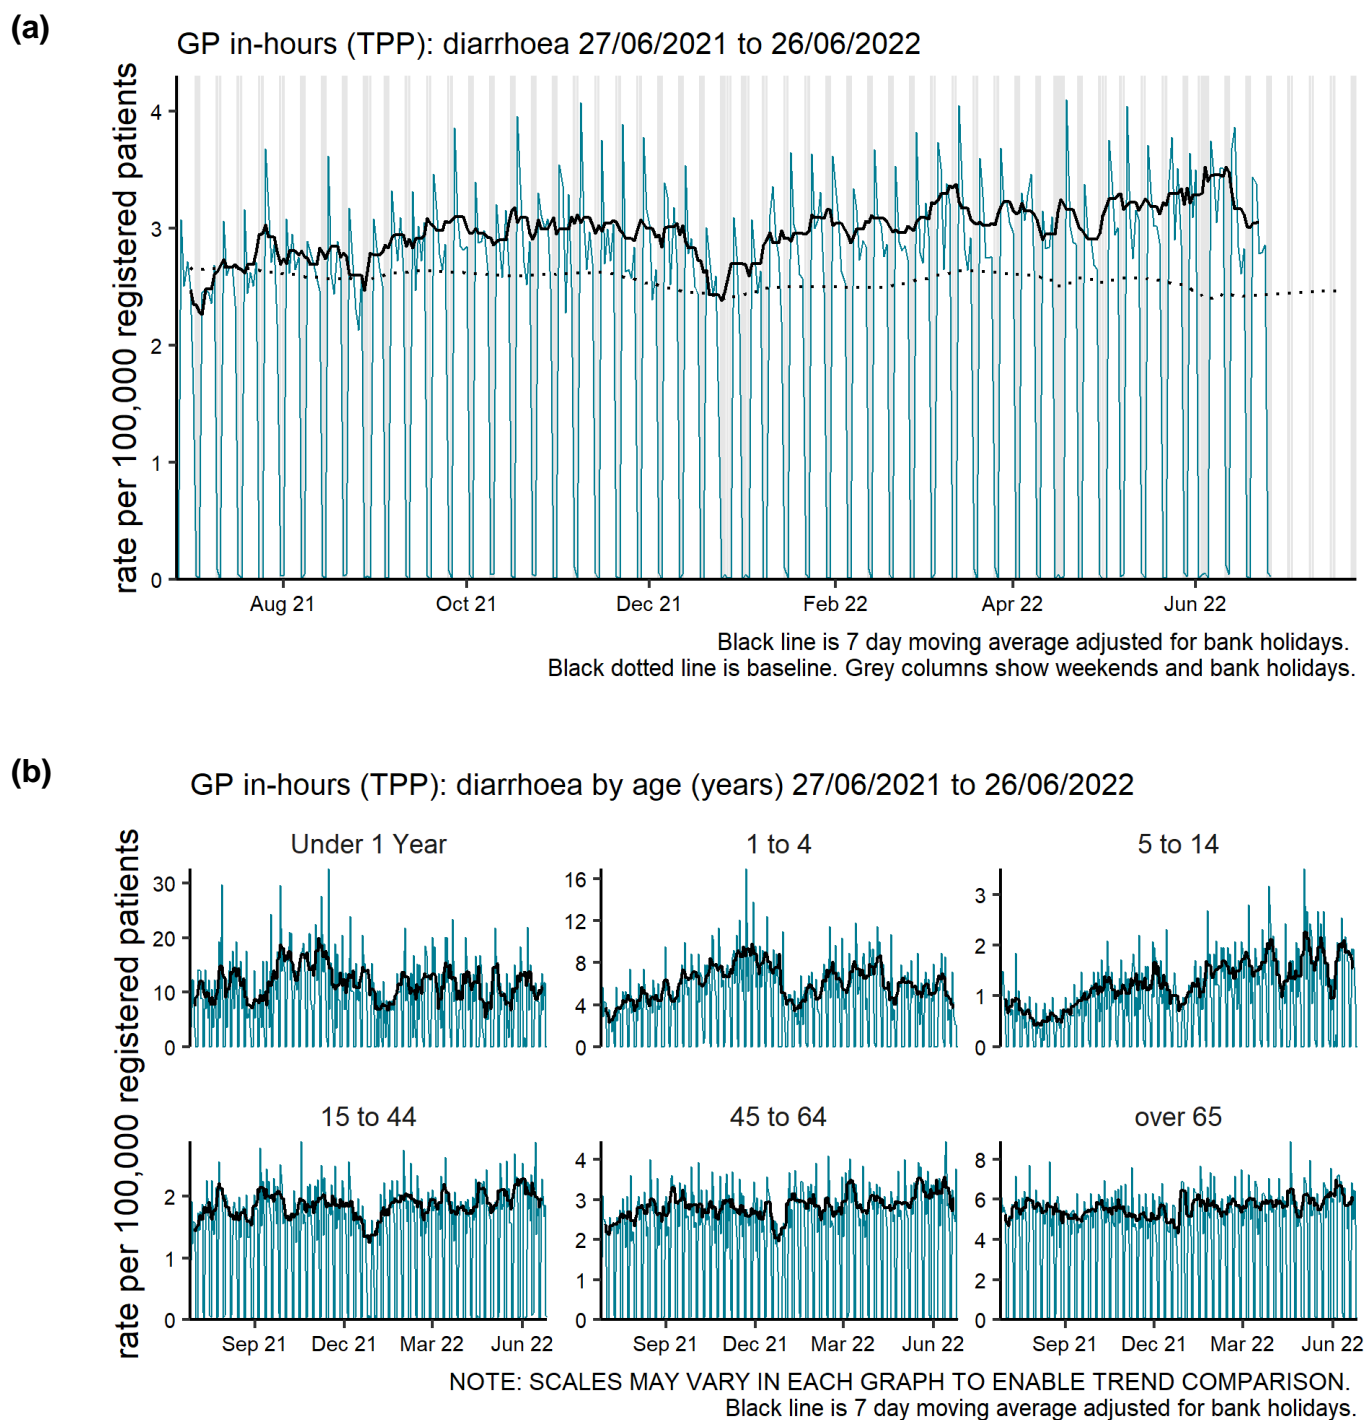 (a)
GP in-hours (TPP): diarrhoea 27/06/2021 to 26/06/2022
rate per 100,000 registered patients
4
3
2
1
0
Aug 21 Oct 21 Dec 21 Feb 22 Apr 22 Jun 22
Black line is 7 day moving average adjusted for bank holidays.
Black dotted line is baseline. Grey columns show weekends and bank holidays.
(b)
GP in-hours (TPP): diarrhoea by age (years) 27/06/2021 to 26/06/2022
rate per 100,000 registered patients
Under 1 Year
30
20
10
0
1 to 4
16
12
8
4
0
5 to 14
3
2
1
0
15 to 44
2
1
0
Sep 21 Dec 21 Mar 22 Jun 22
45 to 64
4
3
2
1
0
Sep 21 Dec 21 Mar 22 Jun 22
over 65
8
6
4
2
0
Sep 21 Dec 21 Mar 22 Jun 22
NOTE: SCALES MAY VARY IN EACH GRAPH TO ENABLE TREND COMPARISON.
Black line is 7 day moving average adjusted for bank holidays.